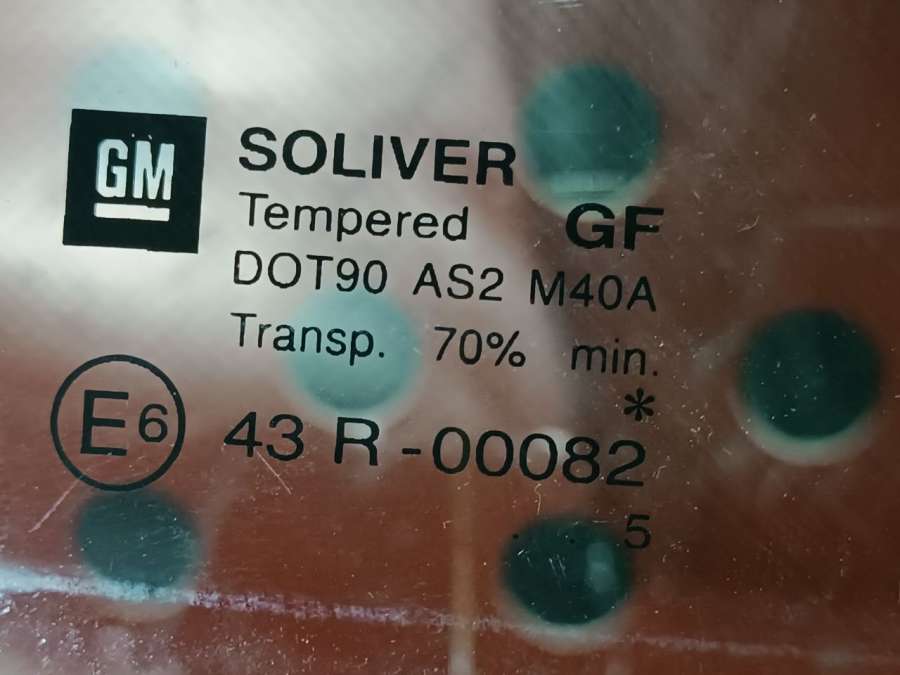 GM
SOLIVER
Tempered GF
DOT90 AS2 M40A
Transp. 70% min.
*
E6 43 R -00082
. . 5